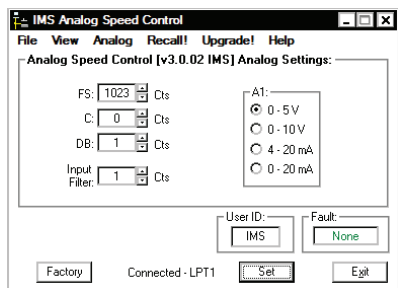 IMS Analog Speed Control
File View Analog Recall! Upgrade! Help
Analog Speed Control [v3.0.02 IMS] Analog Settings:
FS: 1023 Cts
C: 0 Cts
DB: 1 Cts
Input Filter: 1 Cts
A1:
0 - 5 V
0 - 10 V
4 - 20 mA
0 - 20 mA
User ID:
IMS
Fault:
None
Factory
Connected - LPT1
Set
Exit